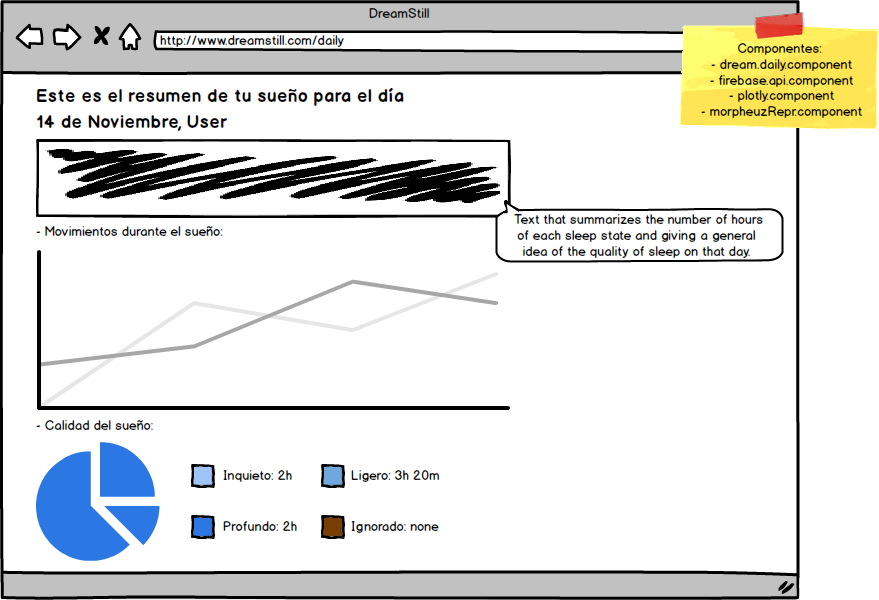 DreamStill
http://www.dreamstill.com/daily
Componentes:
- dream.daily.component
- firebase.api.component
- plotly.component
- morpheuzRepr.component
Este es el resumen de tu sueño para el día
14 de Noviembre, User
Text that summarizes the number of hours
of each sleep state and giving a general
idea of the quality of sleep on that day.
- Movimientos durante el sueño:
- Calidad del sueño:
Inquieto: 2h
Ligero: 3h 20m
Profundo: 2h
Ignorado: none